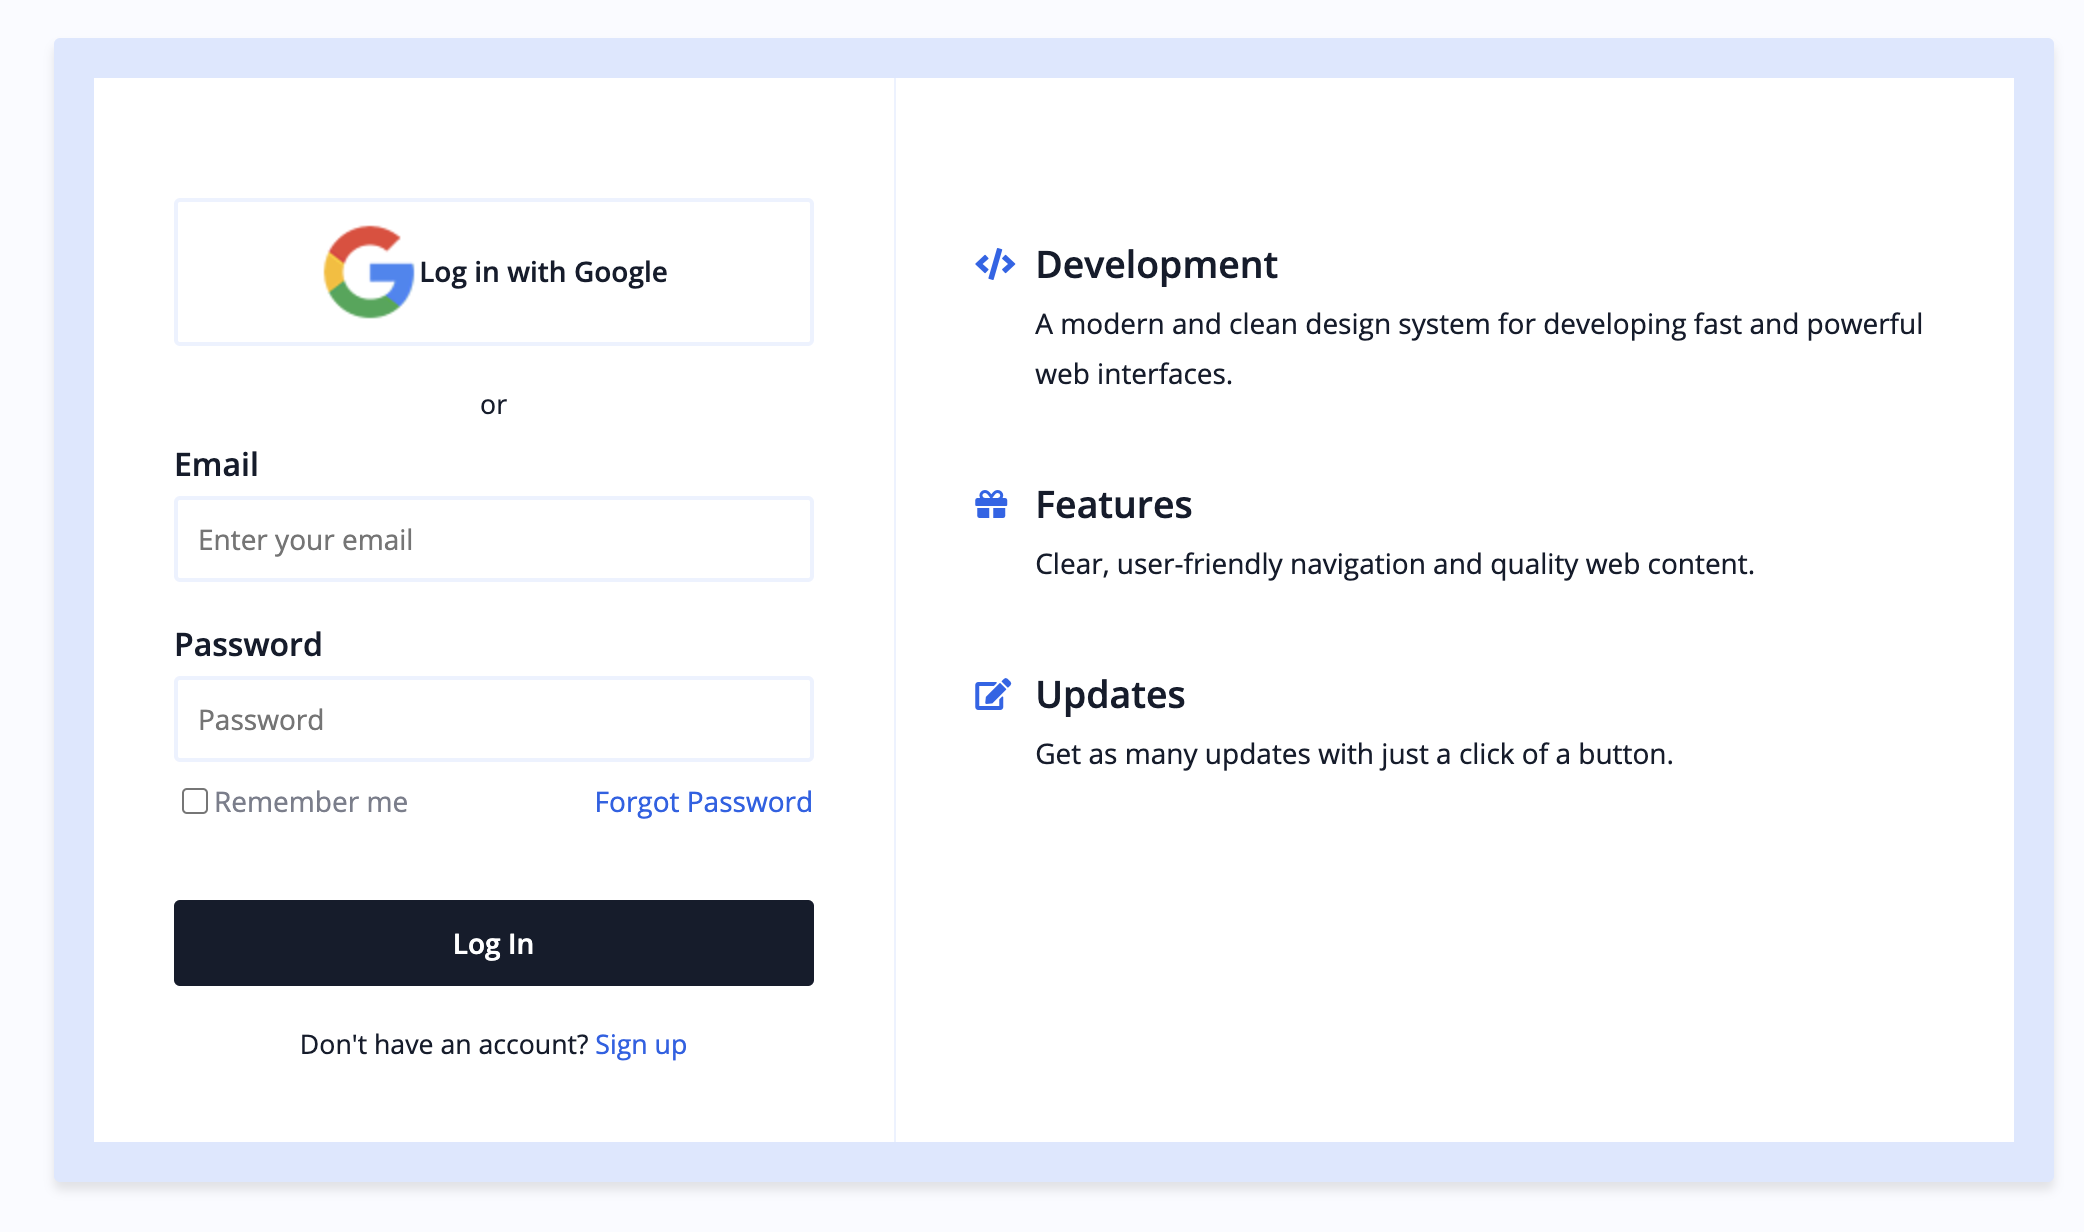 Log in with Google
or
Email
Enter your email
Password
Password
Remember me
Forgot Password
Log In
Don't have an account? Sign up
Development
A modern and clean design system for developing fast and powerful
web interfaces.
Features
Clear, user-friendly navigation and quality web content.
Updates
Get as many updates with just a click of a button.